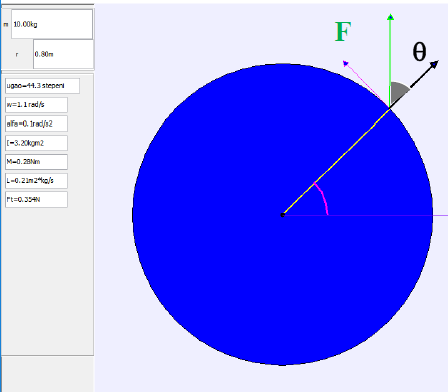 m 10.00kg
r 0.80m
ugao=44.3 stepeni
w=1.1 rad/s
alfa=0.1rad/s2
I=3.20kgm2
M=0.28Nm
L=0.21m2*kg/s
Ft=0.354N
F
θ